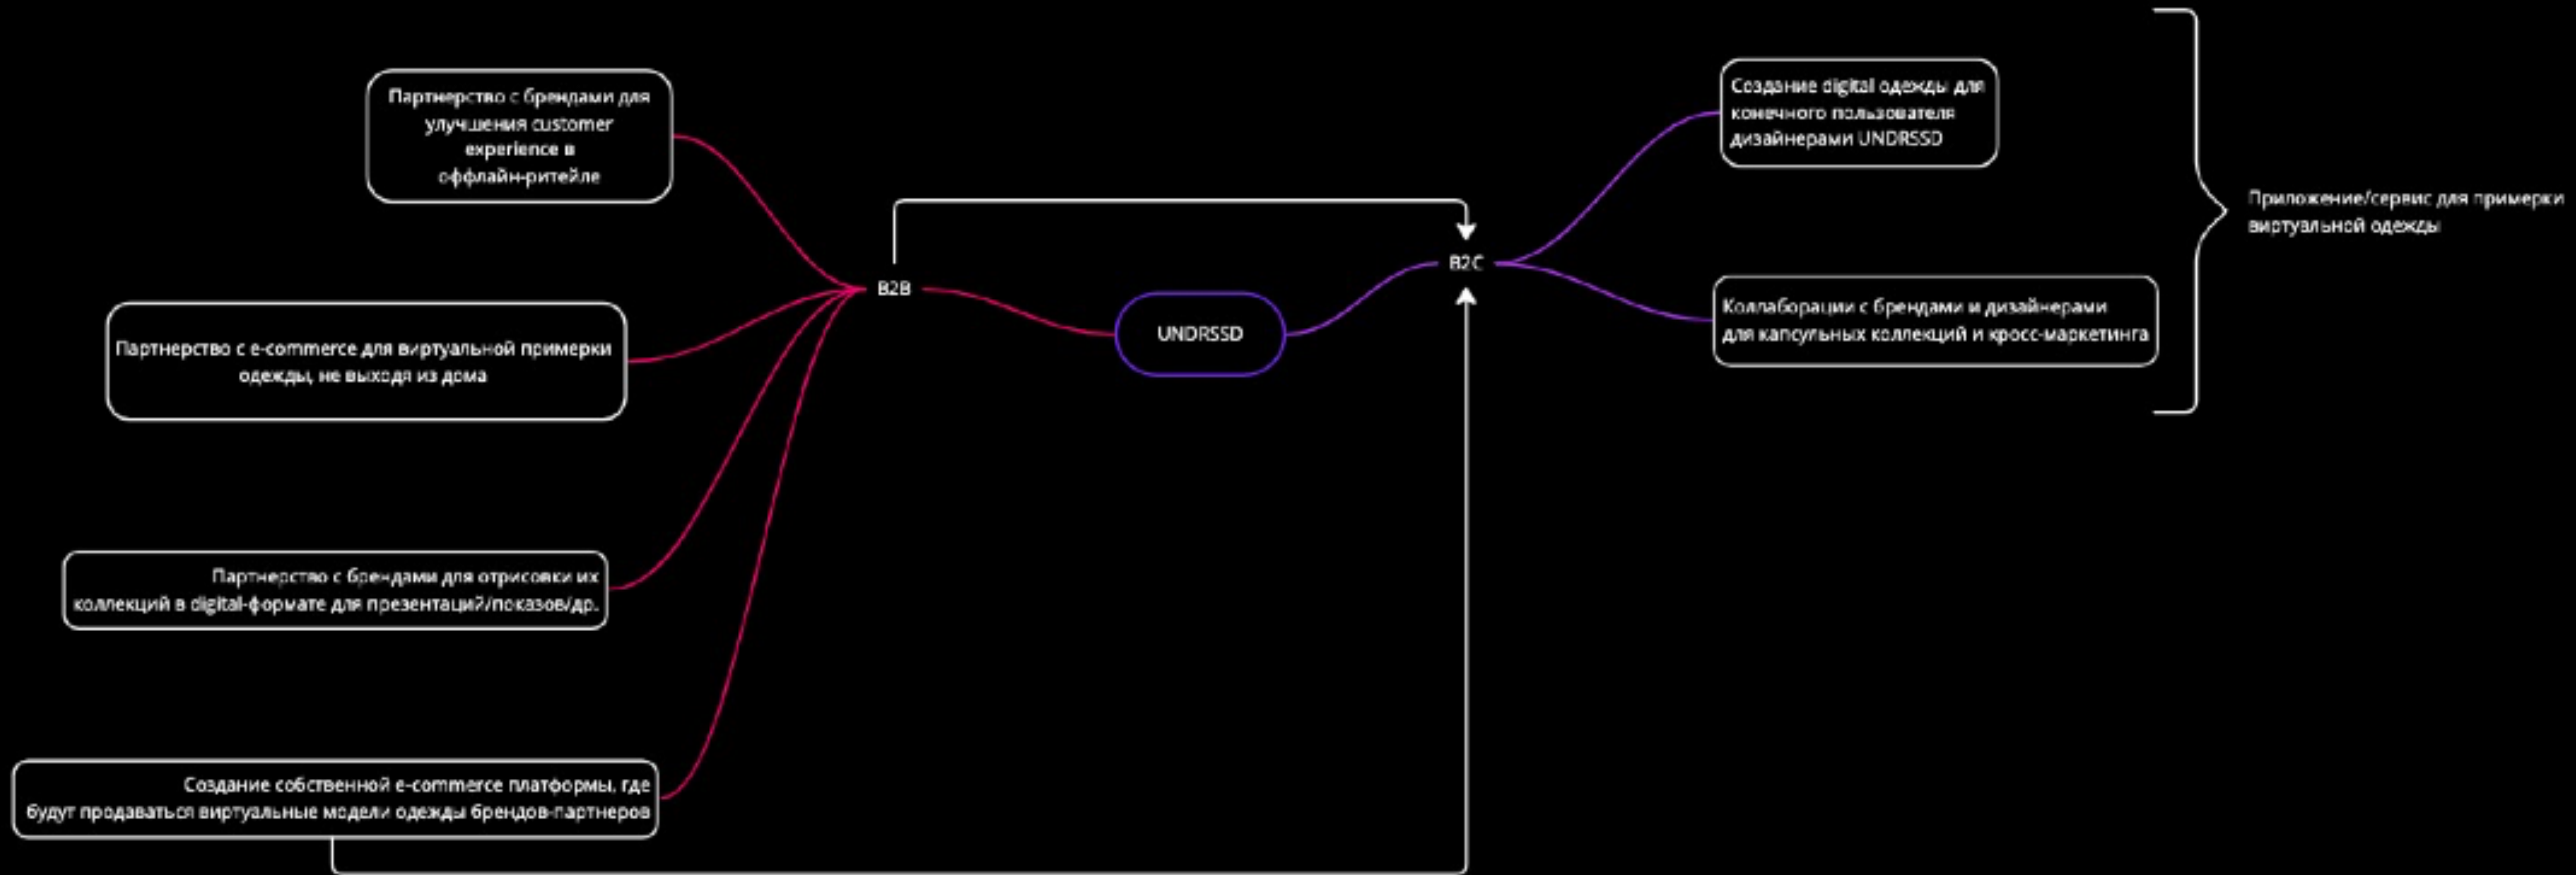 Партнерство с брендами для
улучшения customer
experience в
оффлайн-ритейле
Партнерство с e-commerce для виртуальной примерки
одежды, не выходя из дома
Партнерство с брендами для отрисовки их
коллекций в digital-формате для презентаций/показов/др.
Создание собственной e-commerce платформы, где
будут продаваться виртуальные модели одежды брендов-партнеров
B2B
UNDRSSD
B2C
Создание digital одежды для
конечного пользователя
дизайнерами UNDRSSD
Коллаборации с брендами и дизайнерами
для капсульных коллекций и кросс-маркетинга
Приложение/сервис для примерки
виртуальной одежды